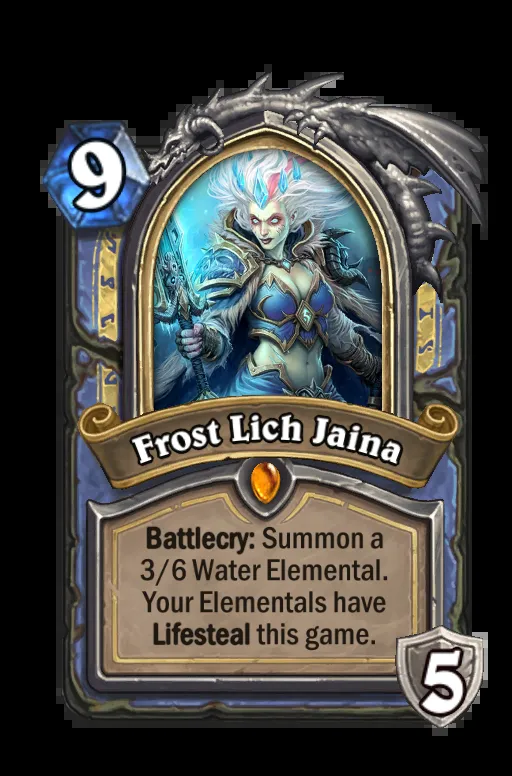 9
Frost Lich Jaina
Battlecry: Summon a
3/6 Water Elemental.
Your Elementals have
Lifesteal this game.
5